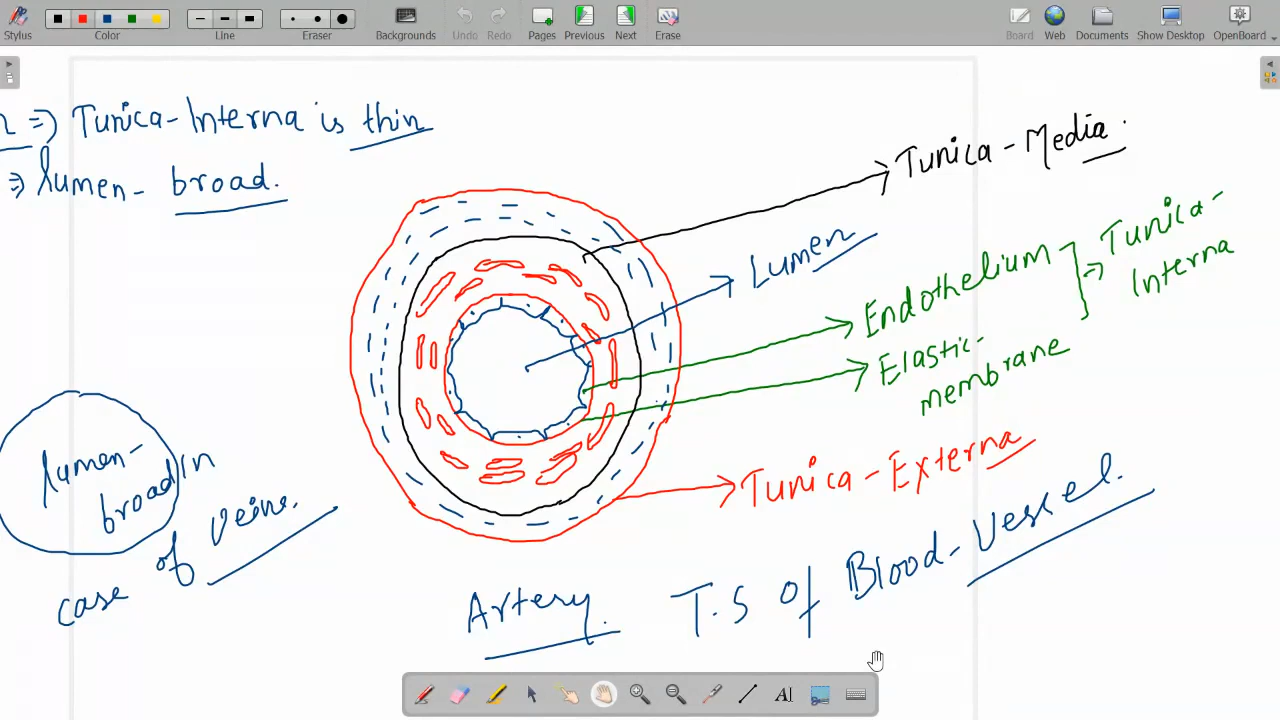 Stylus
Color
Line
Eraser
Backgrounds
Undo
Redo
Pages
Previous
Next
Erase
Board
Web
Documents
Show Desktop
OpenBoard
n => Tunica-Interna is thin
=> lumen- broad.
Tunica-Media.
Lumen
Endothelium
Elastic-
membrane
=> Tunica-
Interna
Tunica-Externa
lumen-
broad in
case of Veins.
Artery.
T.S of Blood-Vessel.